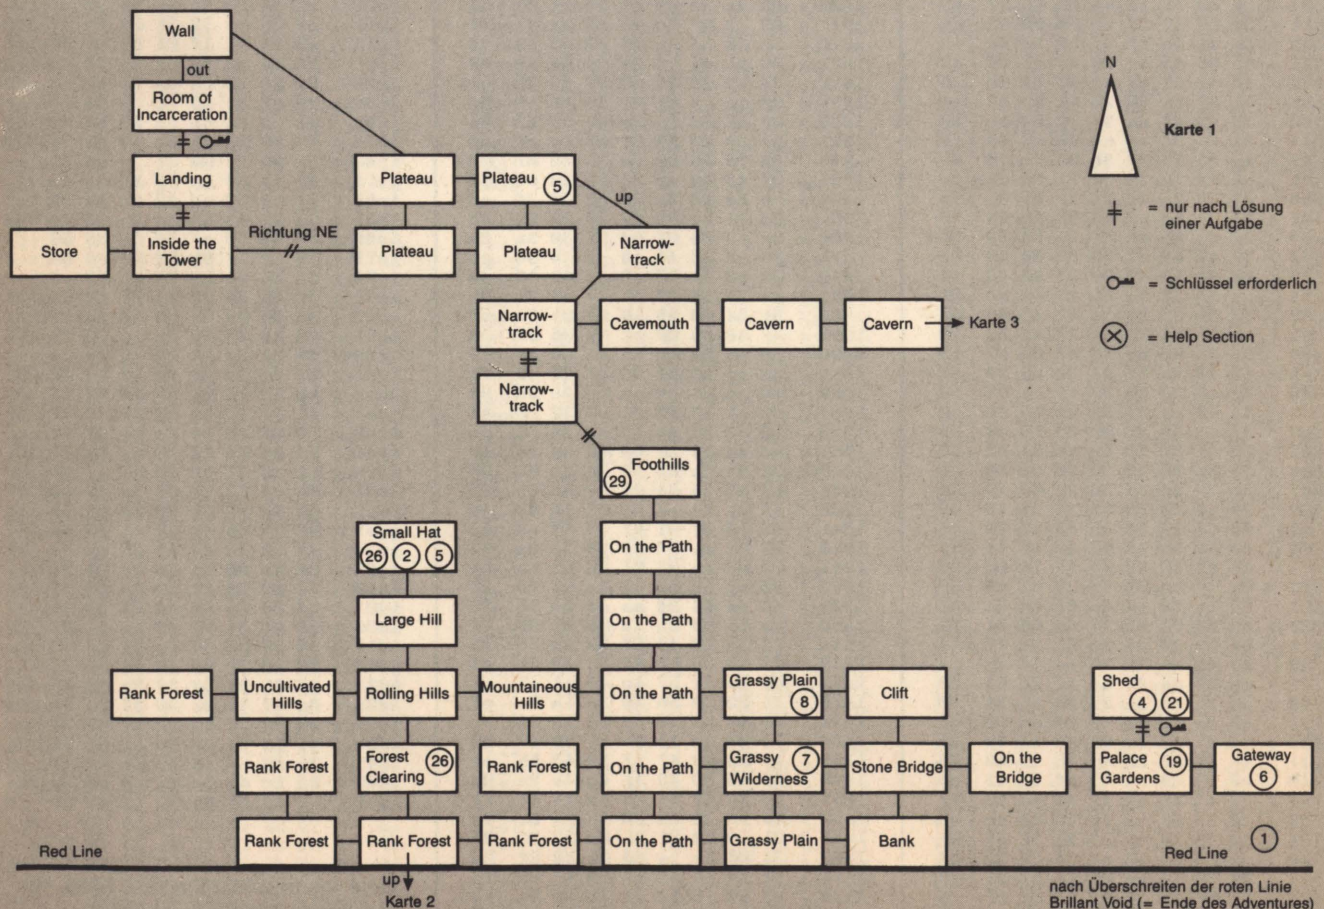 Wall
out
Room of
Incarceration
Landing
Store
Inside the
Tower
Richtung NE
Plateau
Plateau
5
up
Plateau
Plateau
Narrow-
track
Narrow-
track
Cavemouth
Cavern
Cavern
Karte 3
Narrow-
track
N
Karte 1
= nur nach Lösung
einer Aufgabe
= Schlüssel erforderlich
= Help Section
Foothills
29
Small Hat
26 2 5
On the Path
Large Hill
On the Path
Rank Forest
Uncultivated
Hills
Rolling Hills
Mountaineous
Hills
On the Path
Grassy Plain
8
Clift
Shed
4 21
Rank Forest
Forest
Clearing
26
Rank Forest
On the Path
Grassy
Wilderness
7
Stone Bridge
On the
Bridge
Palace
Gardens
19
Gateway
6
Rank Forest
Rank Forest
Rank Forest
On the Path
Grassy Plain
Bank
1
Red Line
Red Line
up
Karte 2
nach Überschreiten der roten Linie
Brillant Void (= Ende des Adventures)